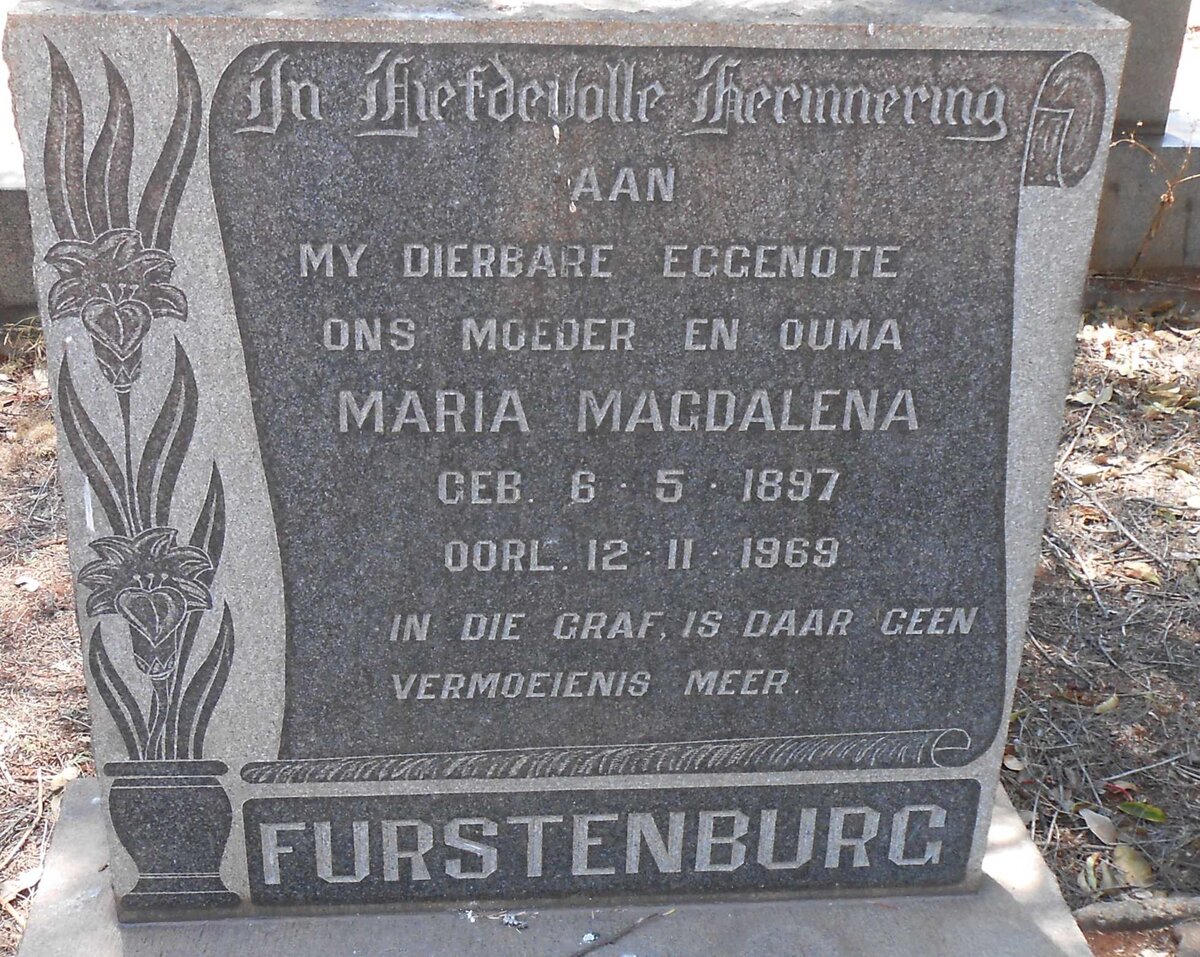 In Liefdevolle Herinnering
AAN
MY DIERBARE EGGENOTE
ONS MOEDER EN OUMA
MARIA MAGDALENA
GEB. 6 · 5 · 1897
OORL. 12 · 11 · 1969
IN DIE GRAF, IS DAAR GEEN
VERMOEIENIS MEER.
FURSTENBURG